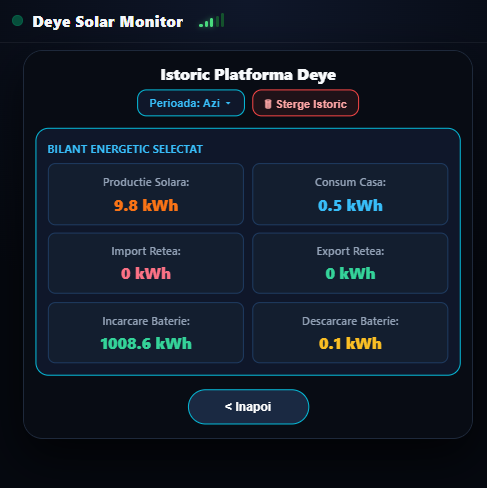 Deye Solar Monitor
Istoric Platforma Deye
Perioada: Azi
Sterge Istoric
BILANT ENERGETIC SELECTAT
Productie Solara:
9.8 kWh
Consum Casa:
0.5 kWh
Import Retea:
0 kWh
Export Retea:
0 kWh
Incarcare Baterie:
1008.6 kWh
Descarcare Baterie:
0.1 kWh
< Inapoi